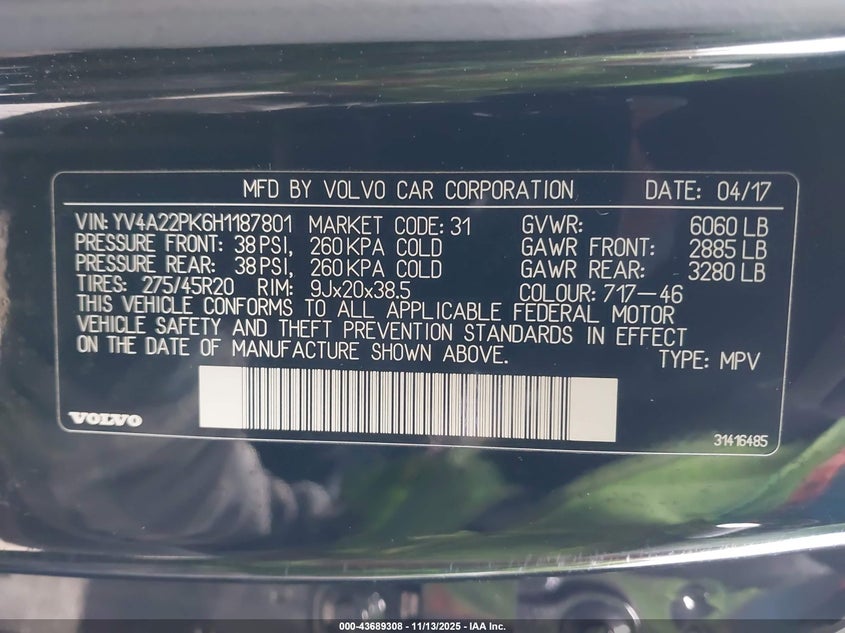 MFD BY VOLVO CAR CORPORATION DATE: 04/17
VIN: YV4A22PK6H1187801 MARKET CODE: 31 GVWR: 6060 LB
PRESSURE FRONT: 38 PSI, 260 KPA COLD GAWR FRONT: 2885 LB
PRESSURE REAR: 38 PSI, 260 KPA COLD GAWR REAR: 3280 LB
TIRES: 275/45R20 RIM: 9Jx20x38.5 COLOUR: 717-46
THIS VEHICLE CONFORMS TO ALL APPLICABLE FEDERAL MOTOR
VEHICLE SAFETY AND THEFT PREVENTION STANDARDS IN EFFECT
ON THE DATE OF MANUFACTURE SHOWN ABOVE. TYPE: MPV
VOLVO 31416485
000-43689308 - 11/13/2025 - IAA Inc.